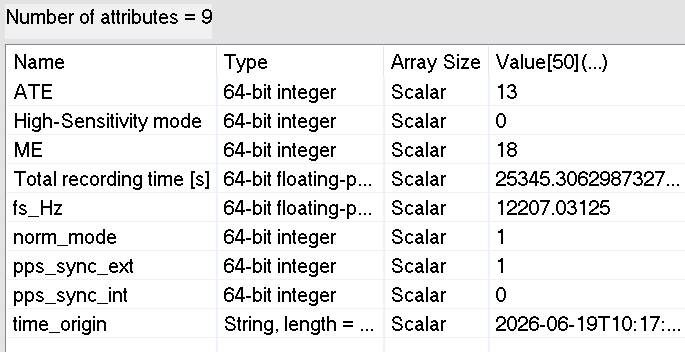 Number of attributes = 9
Name Type Array Size Value[50](...)
ATE 64-bit integer Scalar 13
High-Sensitivity mode 64-bit integer Scalar 0
ME 64-bit integer Scalar 18
Total recording time [s] 64-bit floating-p... Scalar 25345.3062987327...
fs_Hz 64-bit floating-p... Scalar 12207.03125
norm_mode 64-bit integer Scalar 1
pps_sync_ext 64-bit integer Scalar 1
pps_sync_int 64-bit integer Scalar 0
time_origin String, length = ... Scalar 2026-06-19T10:17:...